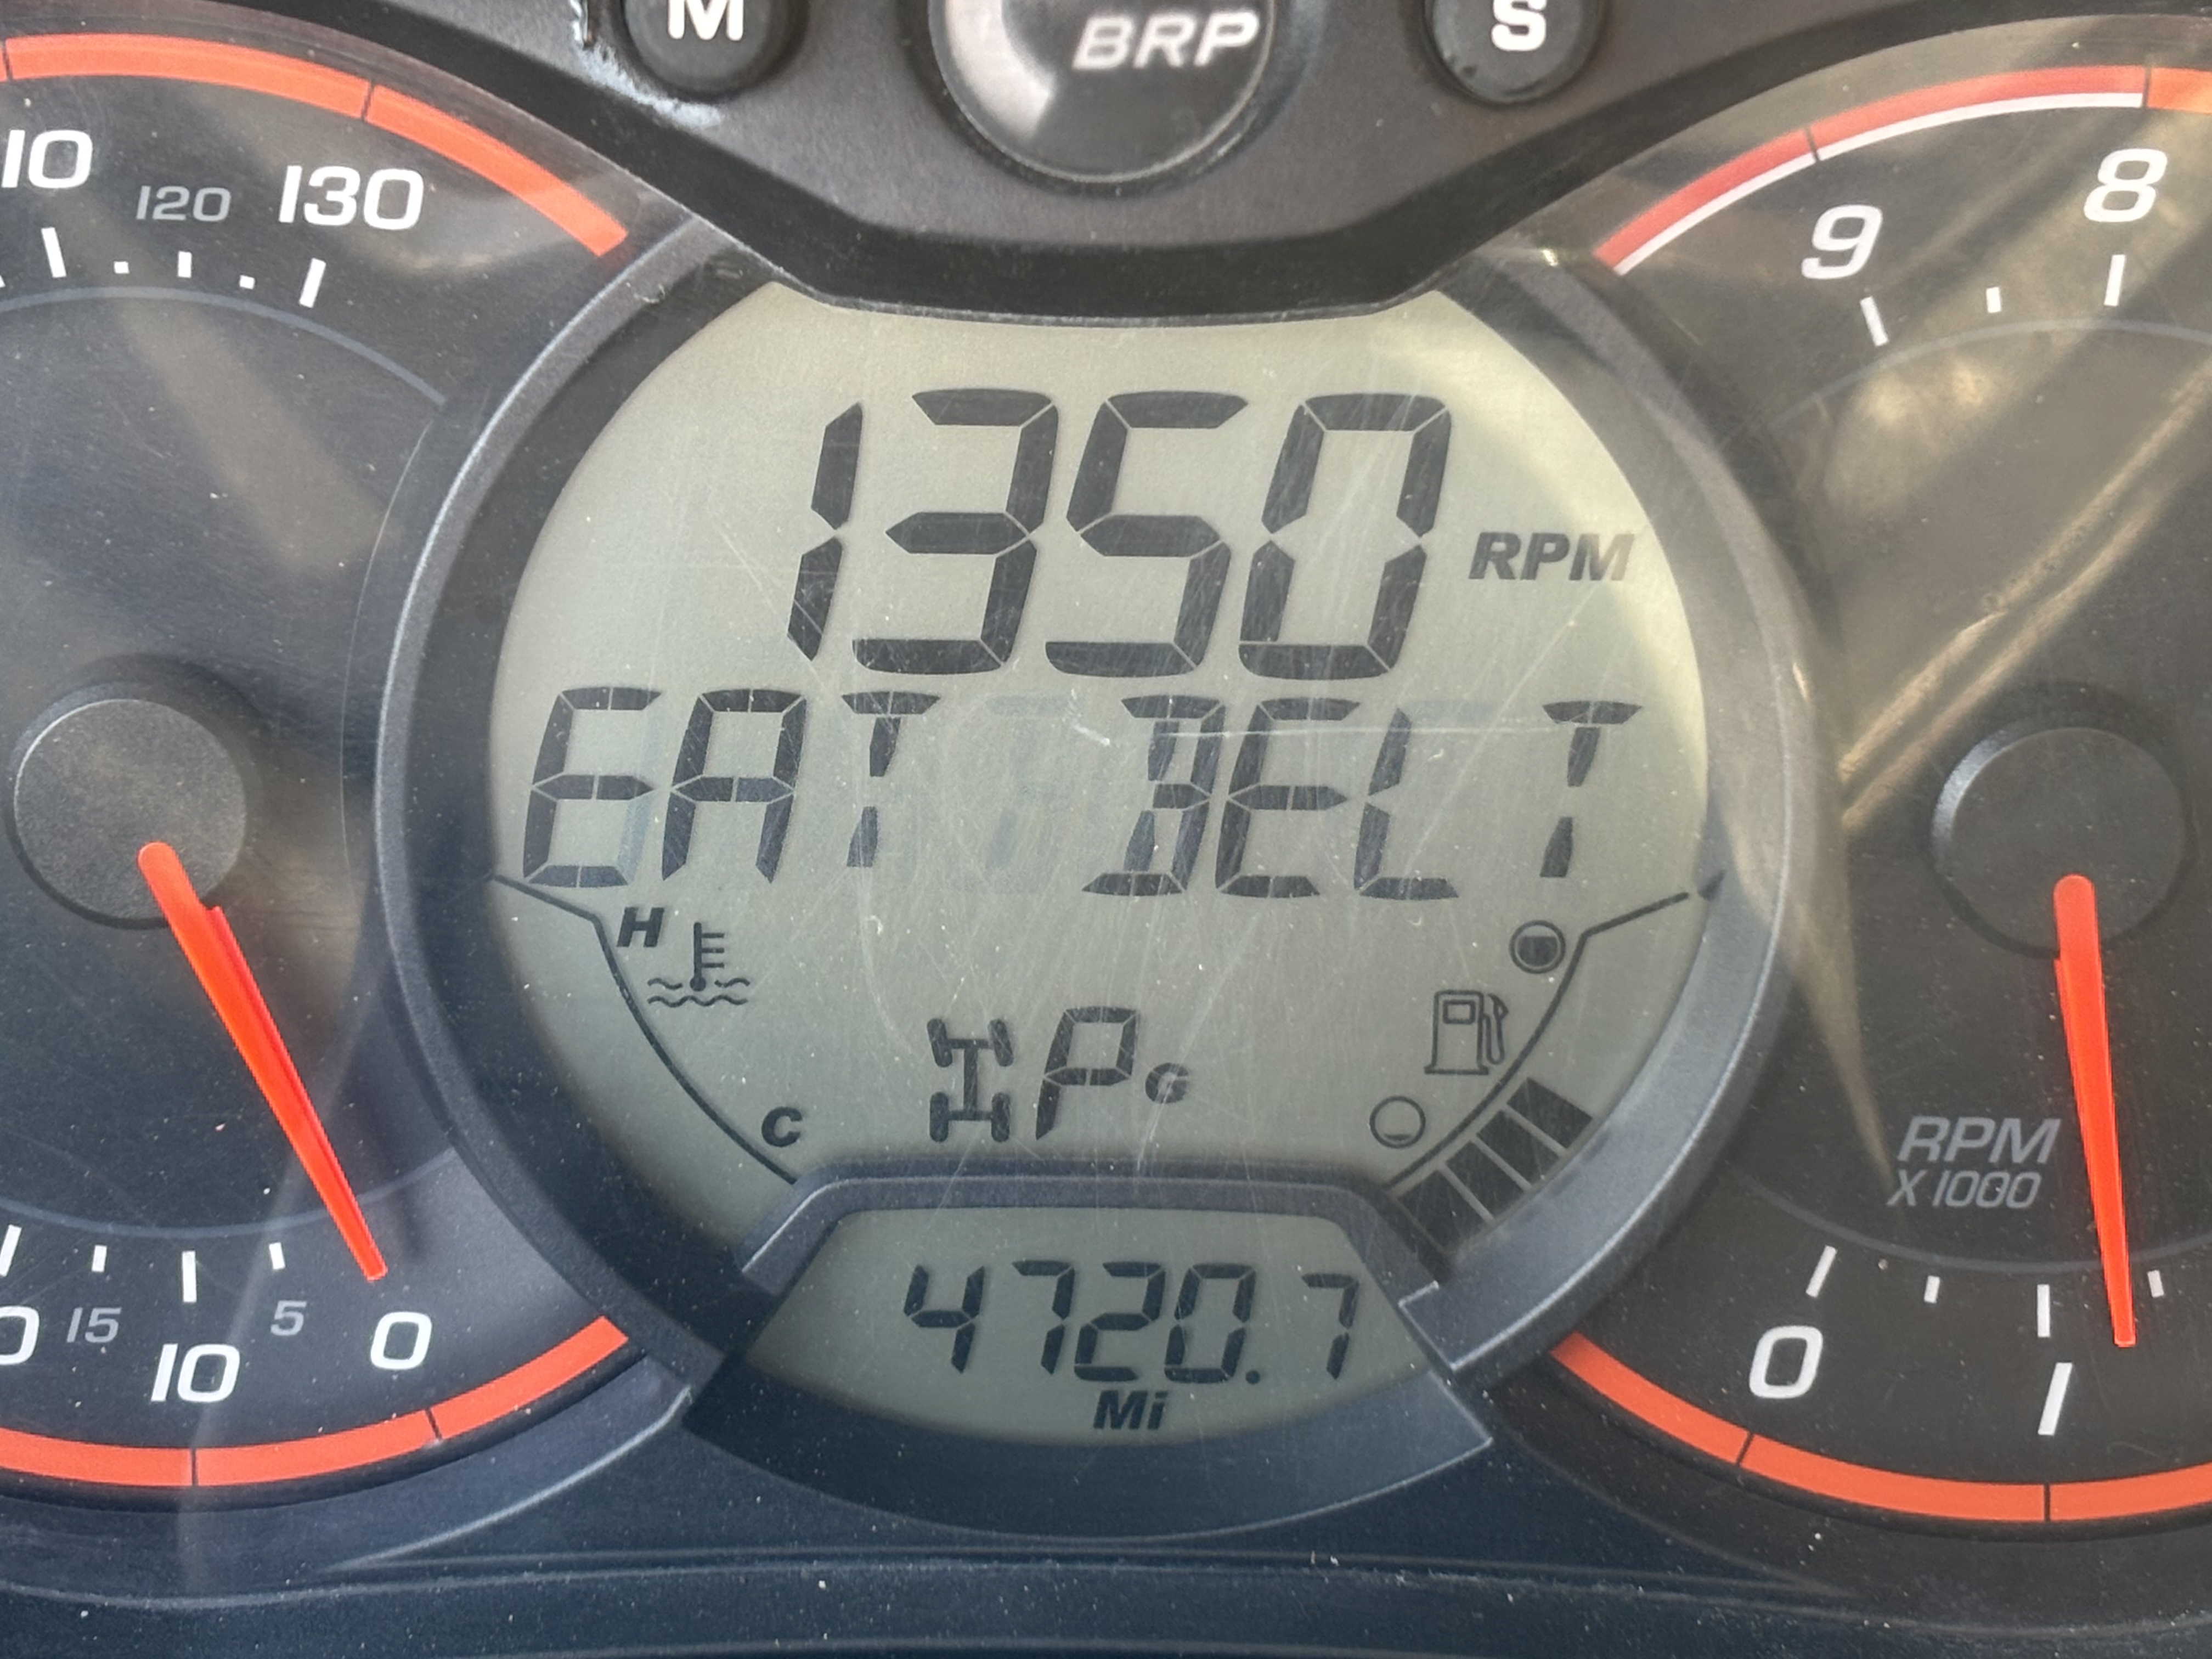 M BRP S
10 120 130
9 8
1350 RPM
EAT BELT
H
P G
C
RPM
X1000
4720.7
Mi
0 15 10 5 0
0 1